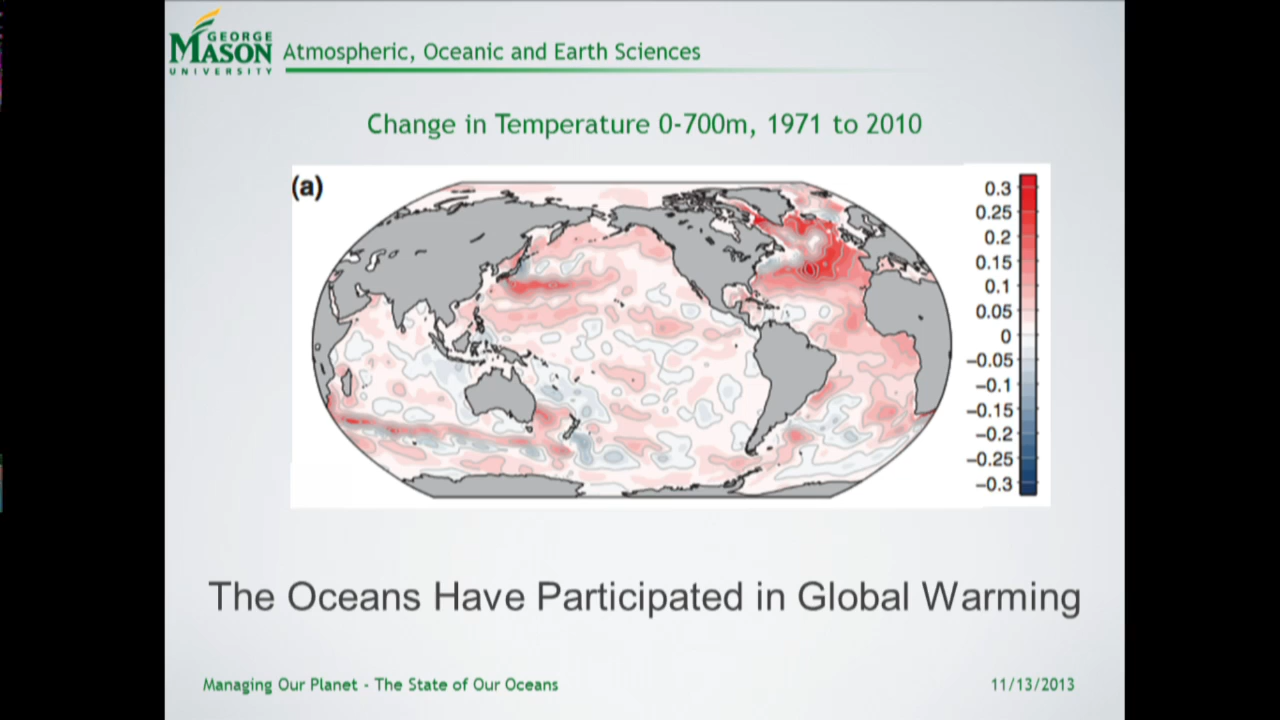 GEORGE
MASON
UNIVERSITY
Atmospheric, Oceanic and Earth Sciences
Change in Temperature 0-700m, 1971 to 2010
(a)
0.3
0.25
0.2
0.15
0.1
0.05
0
−0.05
−0.1
−0.15
−0.2
−0.25
−0.3
The Oceans Have Participated in Global Warming
Managing Our Planet - The State of Our Oceans
11/13/2013